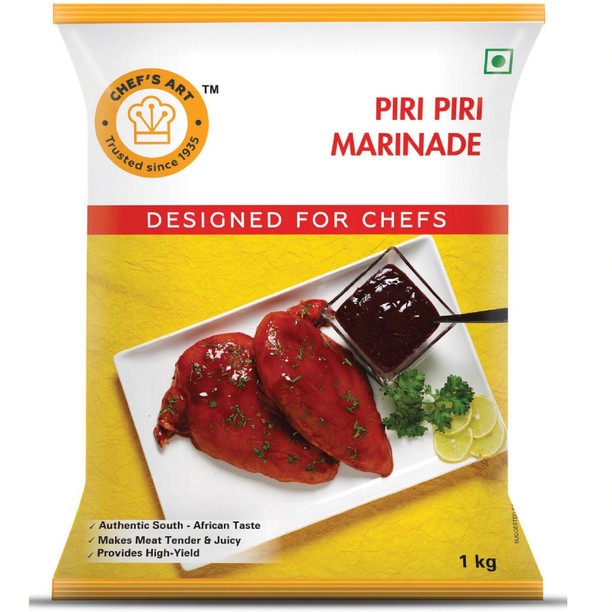 CHEF'S ART
Trusted since 1935
TM
PIRI PIRI
MARINADE
DESIGNED FOR CHEFS
✓ Authentic South - African Taste
✓ Makes Meat Tender & Juicy
✓ Provides High-Yield
1 kg
SUGGESTED